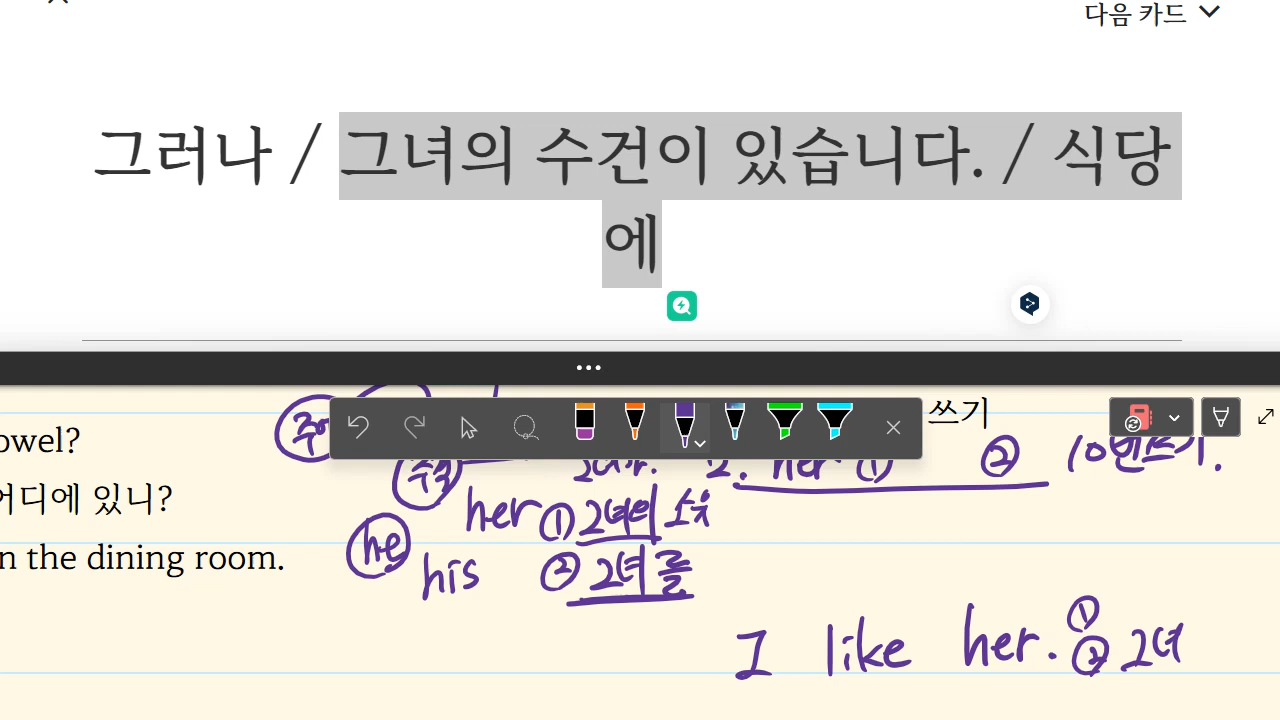 다음 카드
그러나 / 그녀의 수건이 있습니다. / 식당
에
쓰기
owel?
2. her ① ② 10번쓰기.
어디에 있니?
her ① 그녀의 소유
he
n the dining room.
his ② 그녀를
I like her. ① ② 그녀